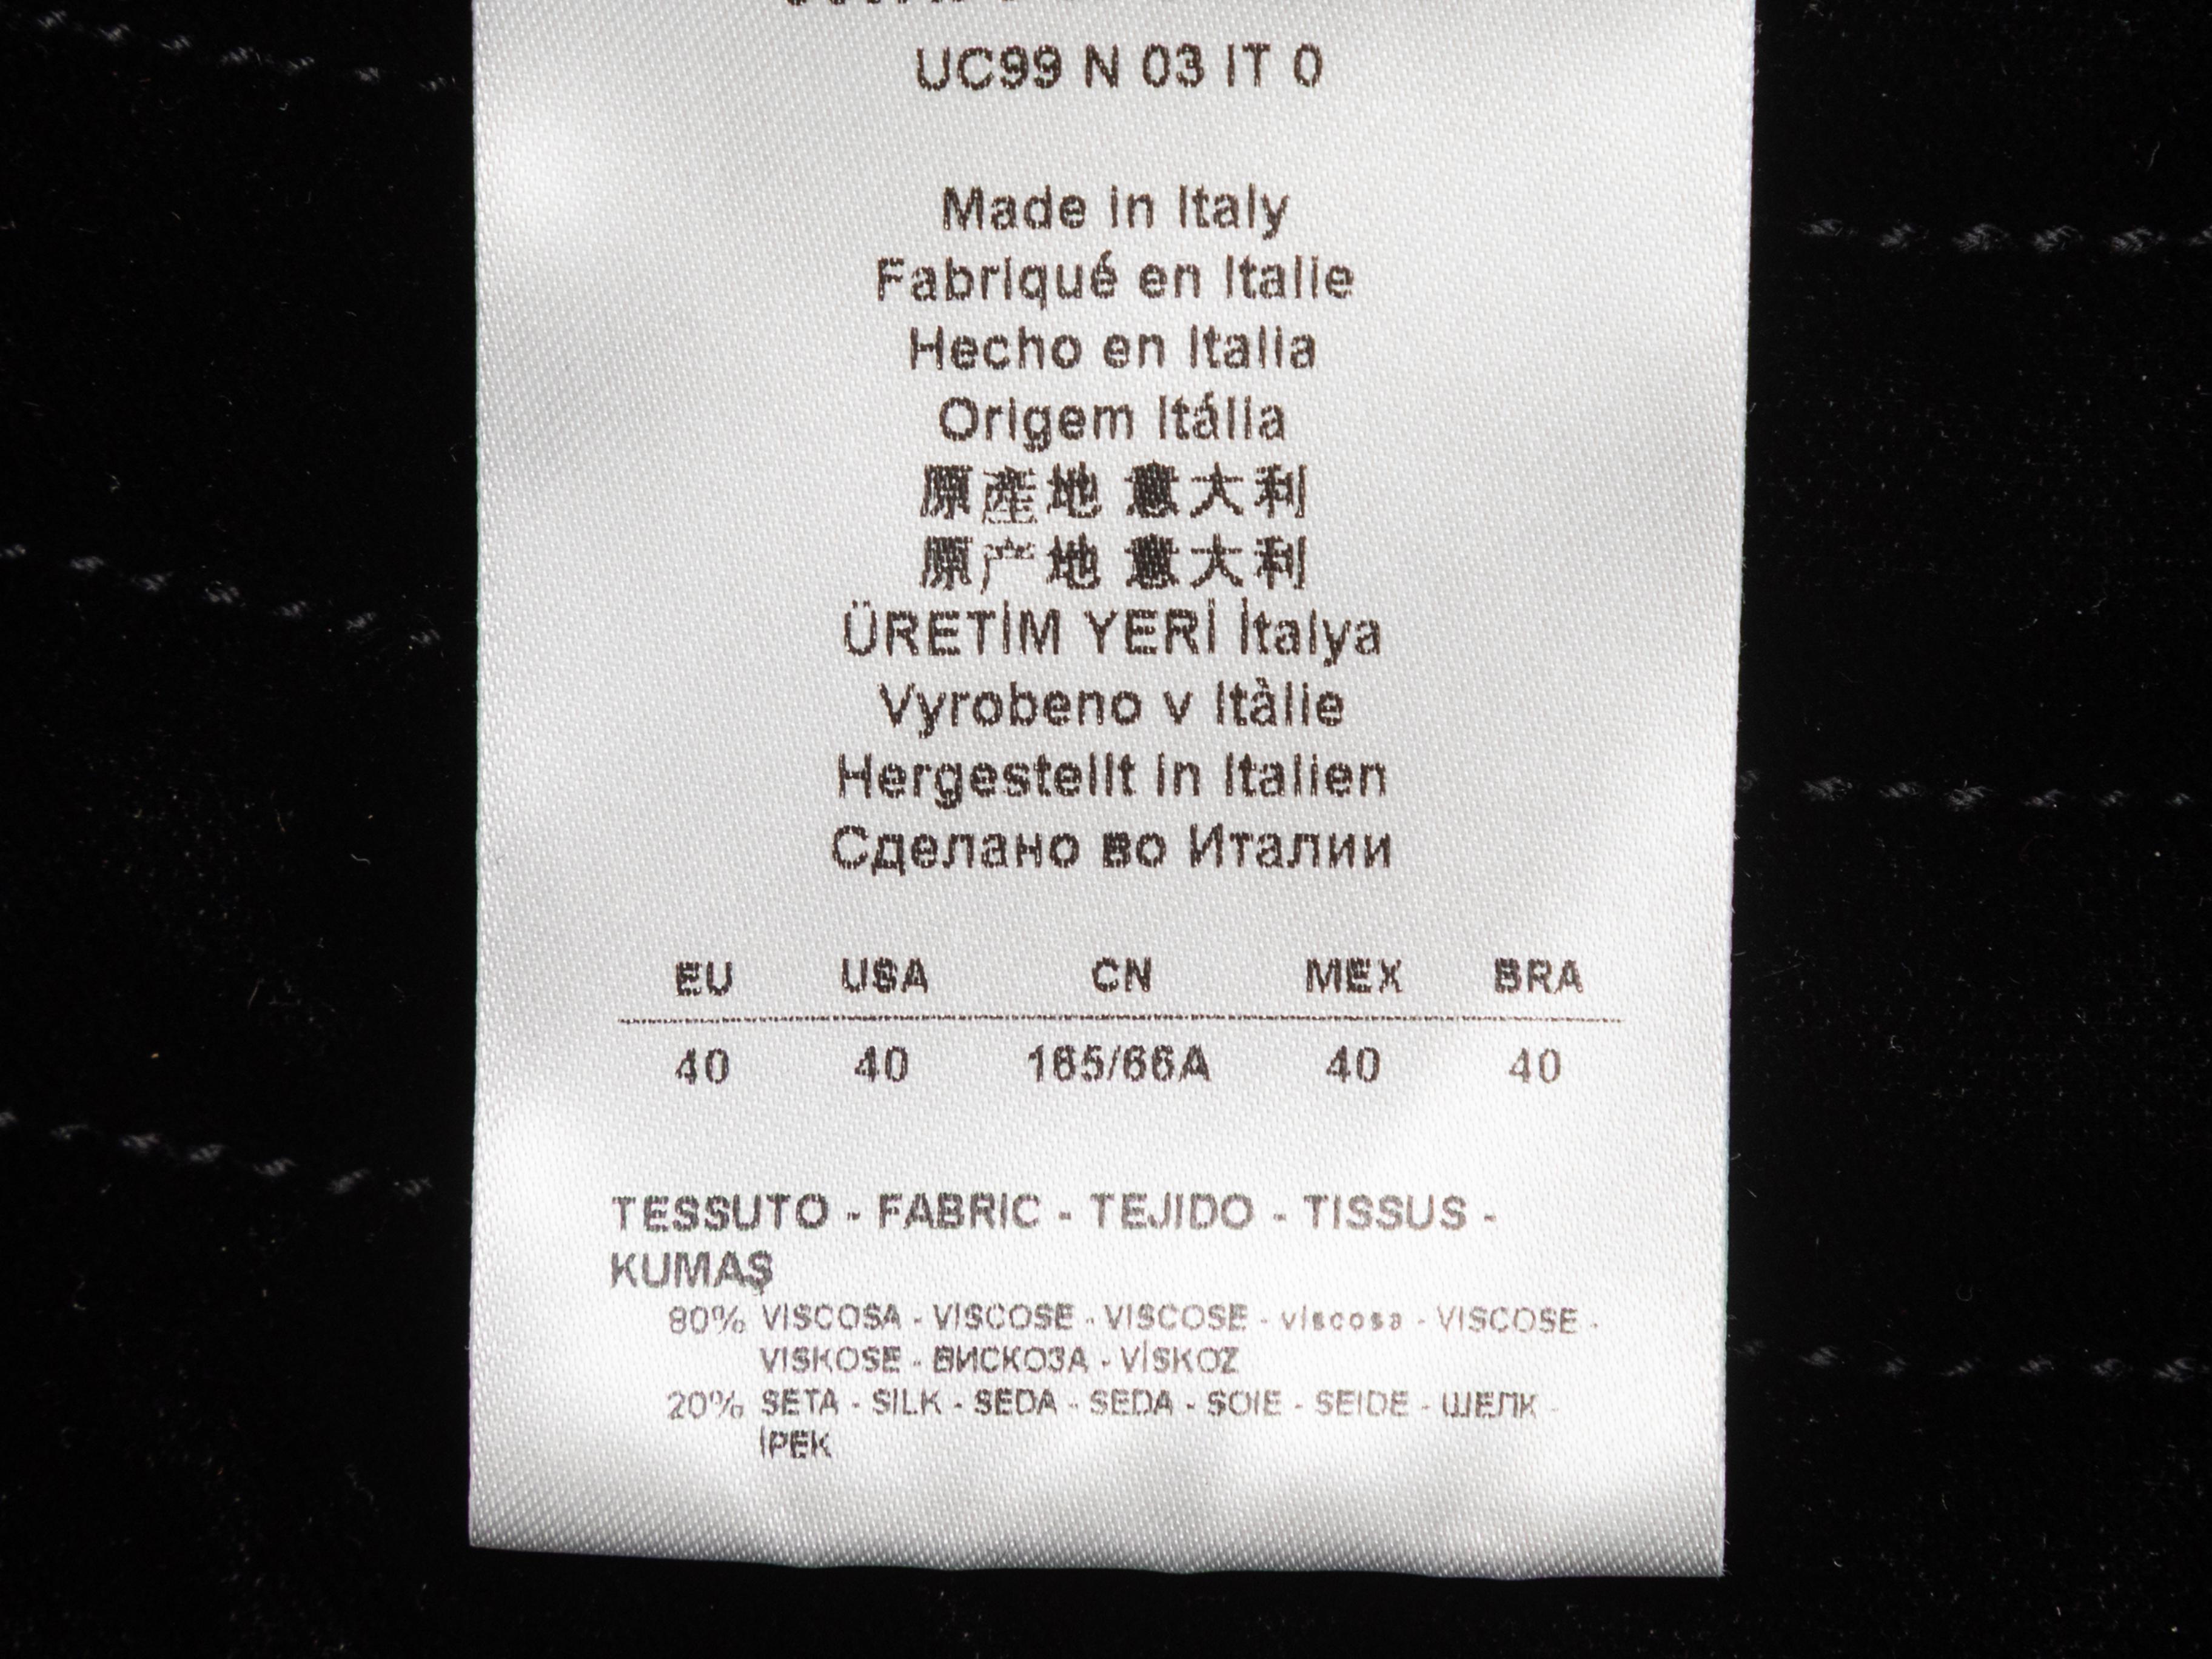 UC99 N 03 IT 0
Made in Italy
Fabriqué en Italie
Hecho en Italia
Origem Itália
原產地 意大利
原产地 意大利
ÜRETİM YERİ İtalya
Vyrobeno v Itàlie
Hergestellt in Italien
Сделано во Италии
EU USA CN MEX BRA
40 40 165/66A 40 40
TESSUTO - FABRIC - TEJIDO - TISSUS -
KUMAŞ
80% VISCOSA - VISCOSE - VISCOSE - viscosa - VISCOSE -
VISKOSE - ВИСКОЗА - VİSKOZ
20% SETA - SILK - SEDA - SEDA - SOIE - SEIDE - ШЕЛК -
İPEK